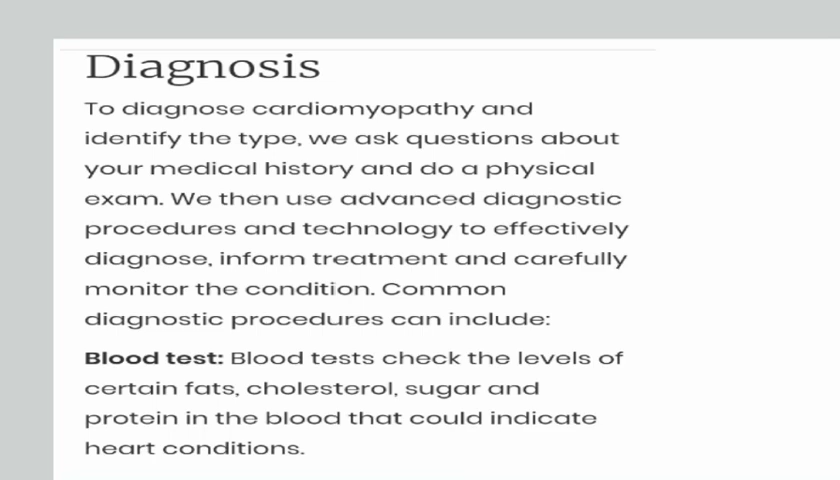 Diagnosis
To diagnose cardiomyopathy and
identify the type, we ask questions about
your medical history and do a physical
exam. We then use advanced diagnostic
procedures and technology to effectively
diagnose, inform treatment and carefully
monitor the condition. Common
diagnostic procedures can include:
Blood test: Blood tests check the levels of
certain fats, cholesterol, sugar and
protein in the blood that could indicate
heart conditions.